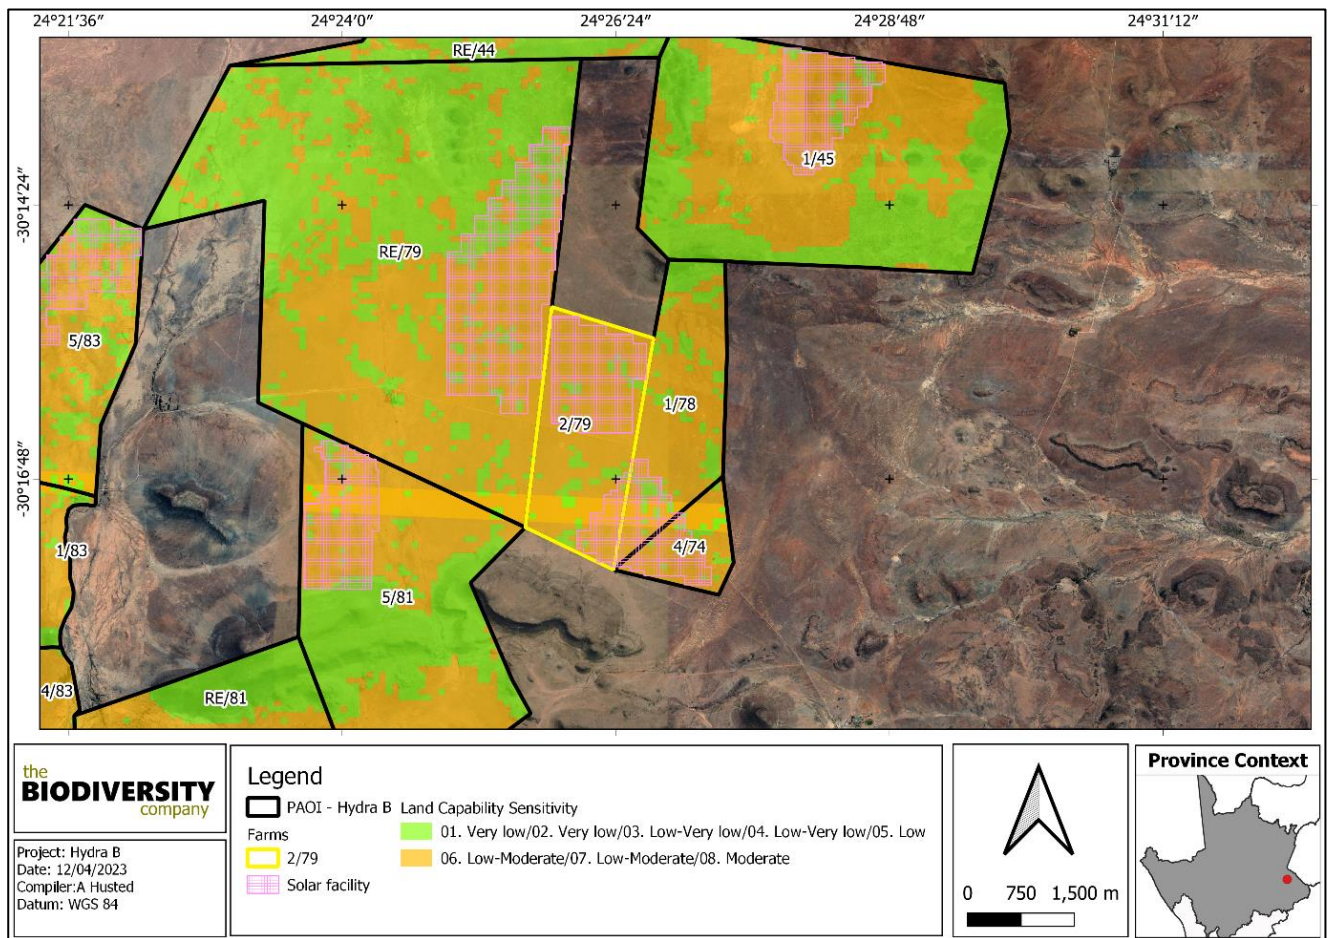 24°21′36″ 24°24′0″ 24°26′24″ 24°28′48″ 24°31′12″
RE/44
1/45
-30°14′24″
RE/79
5/83
2/79
1/78
-30°16′48″
1/83
4/74
5/81
4/83
RE/81
the
BIODIVERSITY
company
Project: Hydra B
Date: 12/04/2023
Compiler:A Husted
Datum: WGS 84
Legend
PAOI - Hydra B
Farms
2/79
Solar facility
Land Capability Sensitivity
01. Very low/02. Very low/03. Low-Very low/04. Low-Very low/05. Low
06. Low-Moderate/07. Low-Moderate/08. Moderate
0 750 1,500 m
Province Context